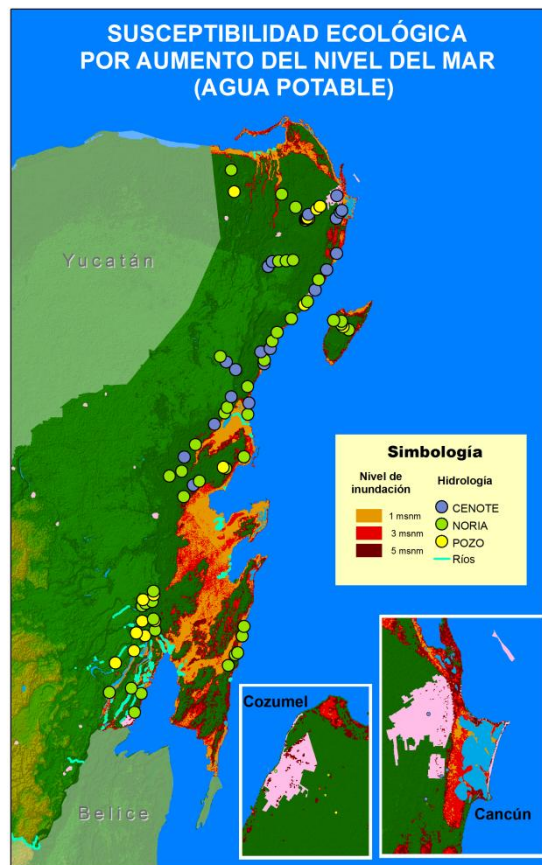 SUSCEPTIBILIDAD ECOLÓGICA
POR AUMENTO DEL NIVEL DEL MAR
(AGUA POTABLE)
Yucatán
Simbología
Nivel de
inundación
Hidrología
1 msnm
3 msnm
5 msnm
CENOTE
NORIA
POZO
Ríos
Cozumel
Cancún
Belice